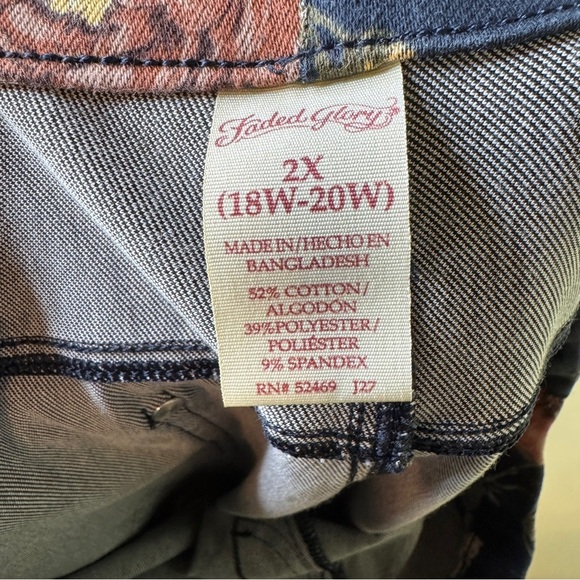 Faded Glory®
2X
(18W-20W)
MADE IN/HECHO EN
BANGLADESH
52% COTTON/
ALGODÓN
39% POLYESTER/
POLIÉSTER
9% SPANDEX
RN# 52469 J27